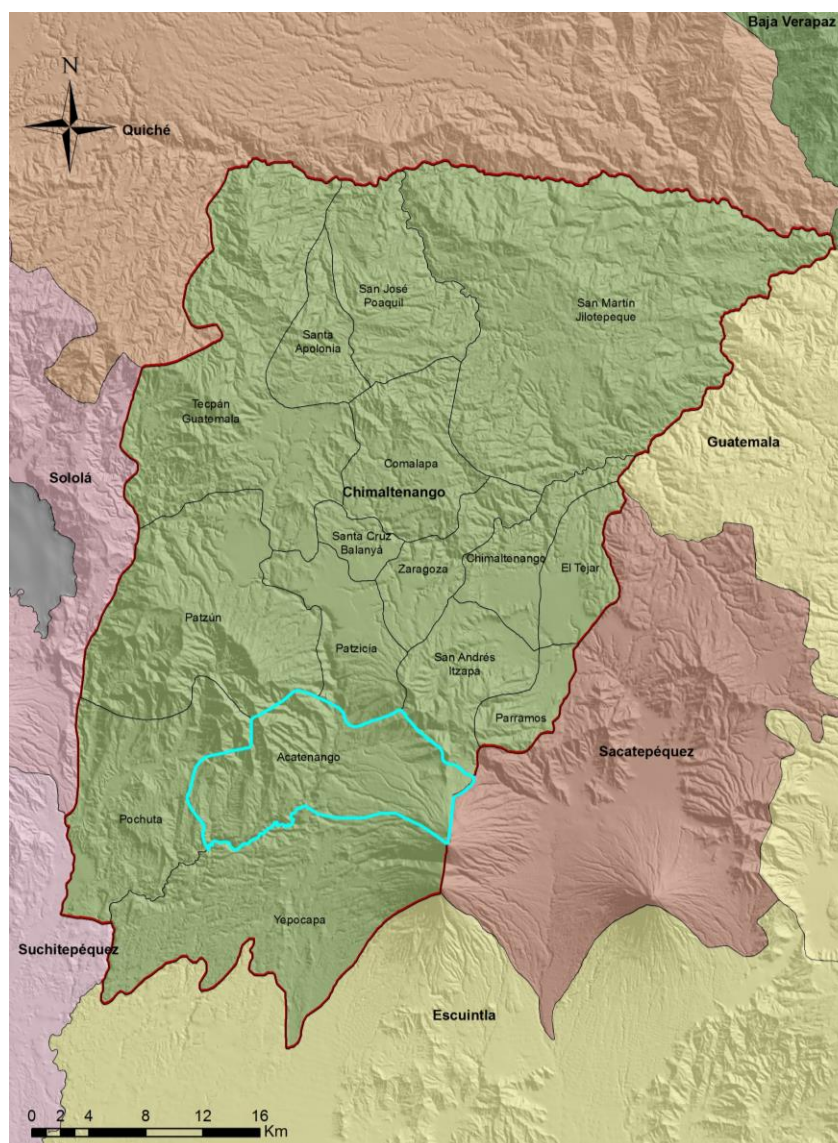 Baja Verapaz
N
Quiché
San José
Poaquil
San Martín
Jilotepeque
Santa
Apolonia
Tecpán
Guatemala
Guatemala
Comalapa
Sololá
Chimaltenango
Santa Cruz
Balanyá
Zaragoza
Chimaltenango
El Tejar
Patzún
Patzicia
San Andrés
Itzapa
Parramos
Sacatepéquez
Acatenango
Pochuta
Yepocapa
Suchitepéquez
Escuintla
0 2 4 8 12 16
Km